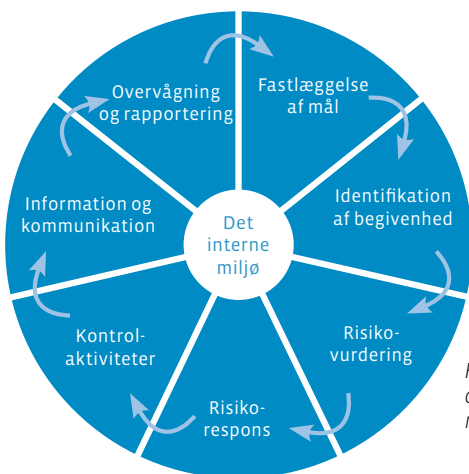 Overvågning
og rapportering
Fastlæggelse
af mål
Identifikation
af begivenhed
Risiko-
vurdering
Risiko-
respons
Kontrol-
aktiviteter
Information og
kommunikation
Det
interne
miljø